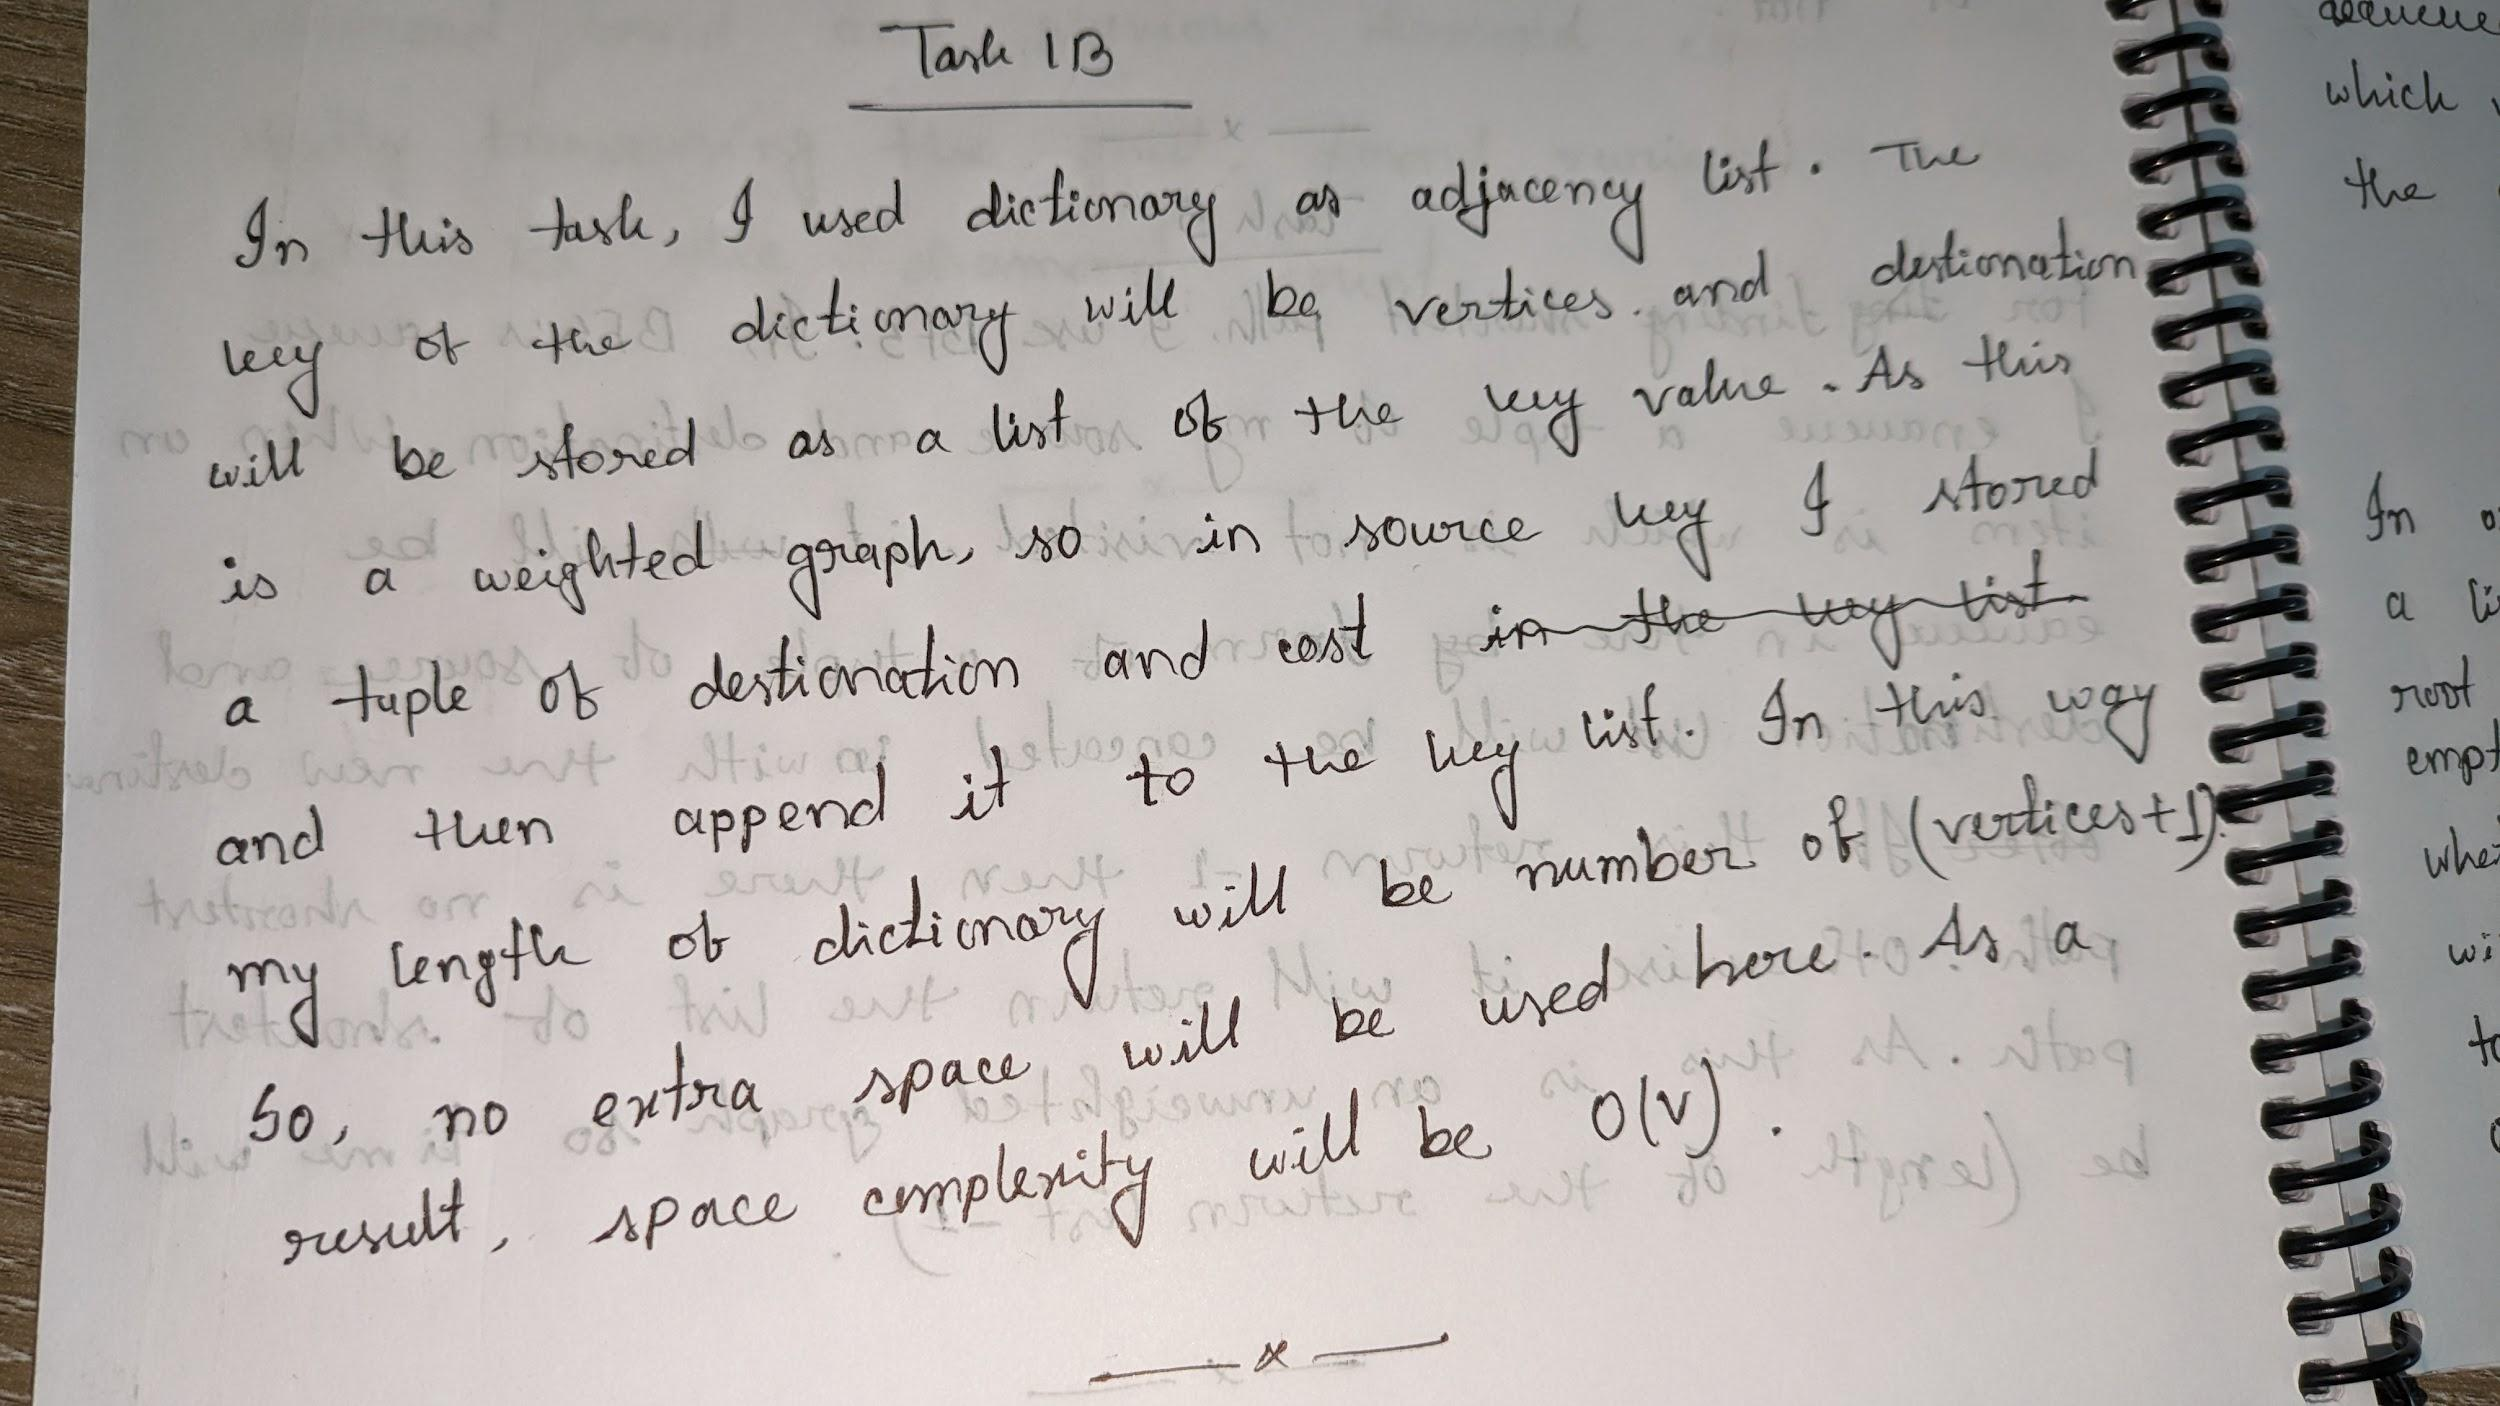 Task 1B
In this task, I used dictionary as adjacency list. The
key of the dictionary will be vertices and destionation
will be stored as a list of the key value. As this
is a weighted graph, so in source key I stored
a tuple of destionation and cost in the key list
and then append it to the key list. In this way
my length of dictionary will be number of (vertices+1).
So, no extra space will be used here. As a
result, space complexity will be O(V).
x
which
the
In
a
root